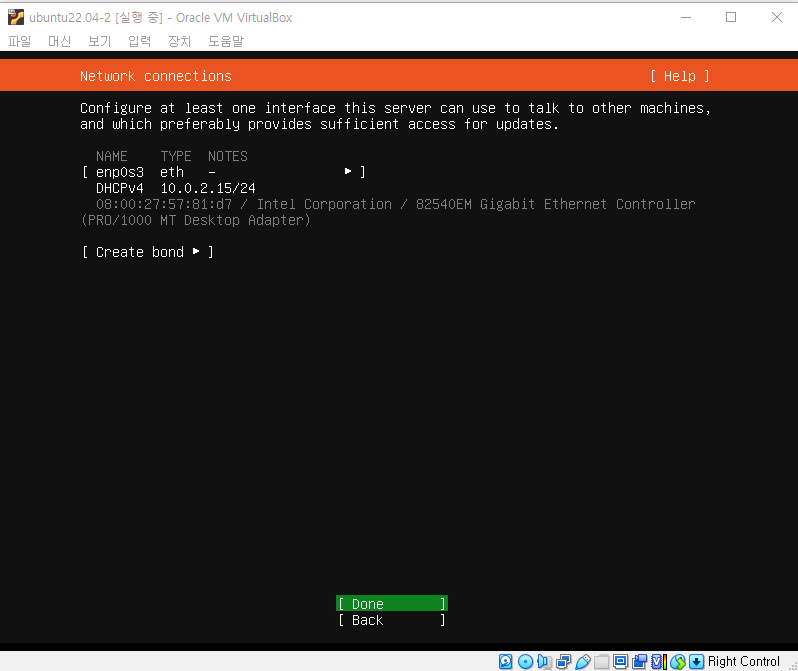 ubuntu22.04-2 [실행 중] - Oracle VM VirtualBox
파일 머신 보기 입력 장치 도움말
Network connections [ Help ]
Configure at least one interface this server can use to talk to other machines,
and which preferably provides sufficient access for updates.
NAME TYPE NOTES
[ enp0s3 eth – ▸ ]
DHCPv4 10.0.2.15/24
08:00:27:57:81:d7 / Intel Corporation / 82540EM Gigabit Ethernet Controller
(PRO/1000 MT Desktop Adapter)
[ Create bond ▸ ]
[ Done ]
[ Back ]
Right Control